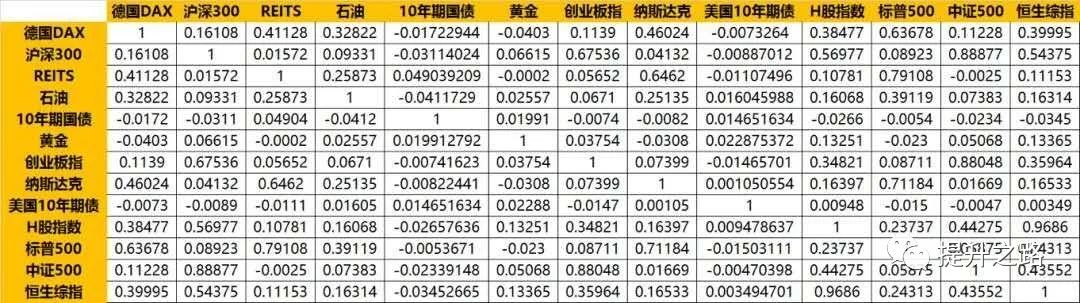 德国DAX 沪深300 REITS 石油 10年期国债 黄金 创业板指 纳斯达克 美国10年期债 H股指数 标普500 中证500 恒生综指
德国DAX 1 0.16108 0.41128 0.32822 -0.01722944 -0.0403 0.1139 0.46024 -0.0073264 0.38477 0.63678 0.11228 0.39995
沪深300 0.16108 1 0.01572 0.09331 -0.03114024 0.06615 0.67536 0.04132 -0.00887012 0.56977 0.08923 0.88877 0.54375
REITS 0.41128 0.01572 1 0.25873 0.049039209 -0.0002 0.05652 0.6462 -0.01107496 0.10781 0.79108 -0.0025 0.11153
石油 0.32822 0.09331 0.25873 1 -0.0411729 0.02557 0.0671 0.25135 0.016045988 0.16068 0.39119 0.07383 0.16314
10年期国债 -0.0172 -0.0311 0.04904 -0.0412 1 0.01991 -0.0074 -0.0082 0.014651634 -0.0266 -0.0054 -0.0234 -0.0345
黄金 -0.0403 0.06615 -0.0002 0.02557 0.019912792 1 0.03754 -0.0308 0.022875372 0.13251 -0.023 0.05068 0.13365
创业板指 0.1139 0.67536 0.05652 0.0671 -0.00741623 0.03754 1 0.07399 -0.01465701 0.34821 0.08711 0.88048 0.35964
纳斯达克 0.46024 0.04132 0.6462 0.25135 -0.00822441 -0.0308 0.07399 1 0.001050554 0.16397 0.71184 0.01669 0.16533
美国10年期债 -0.0073 -0.0089 -0.0111 0.01605 0.014651634 0.02288 -0.0147 0.00105 1 0.00948 -0.015 -0.0047 0.00349
H股指数 0.38477 0.56977 0.10781 0.16068 -0.02657636 0.13251 0.34821 0.16397 0.009478637 1 0.23737 0.44275 0.9686
标普500 0.63678 0.08923 0.79108 0.39119 -0.0053671 -0.023 0.08711 0.71184 -0.01503111 0.23737 1
中证500 0.11228 0.88877 -0.0025 0.07383 -0.02339148 0.05068 0.88048 0.01669 -0.00470398 0.44275 0.05875 1 0.43552
恒生综指 0.39995 0.54375 0.11153 0.16314 -0.03452665 0.13365 0.35964 0.16533 0.003494701 0.9686 0.24313 0.43552 1
提升之路